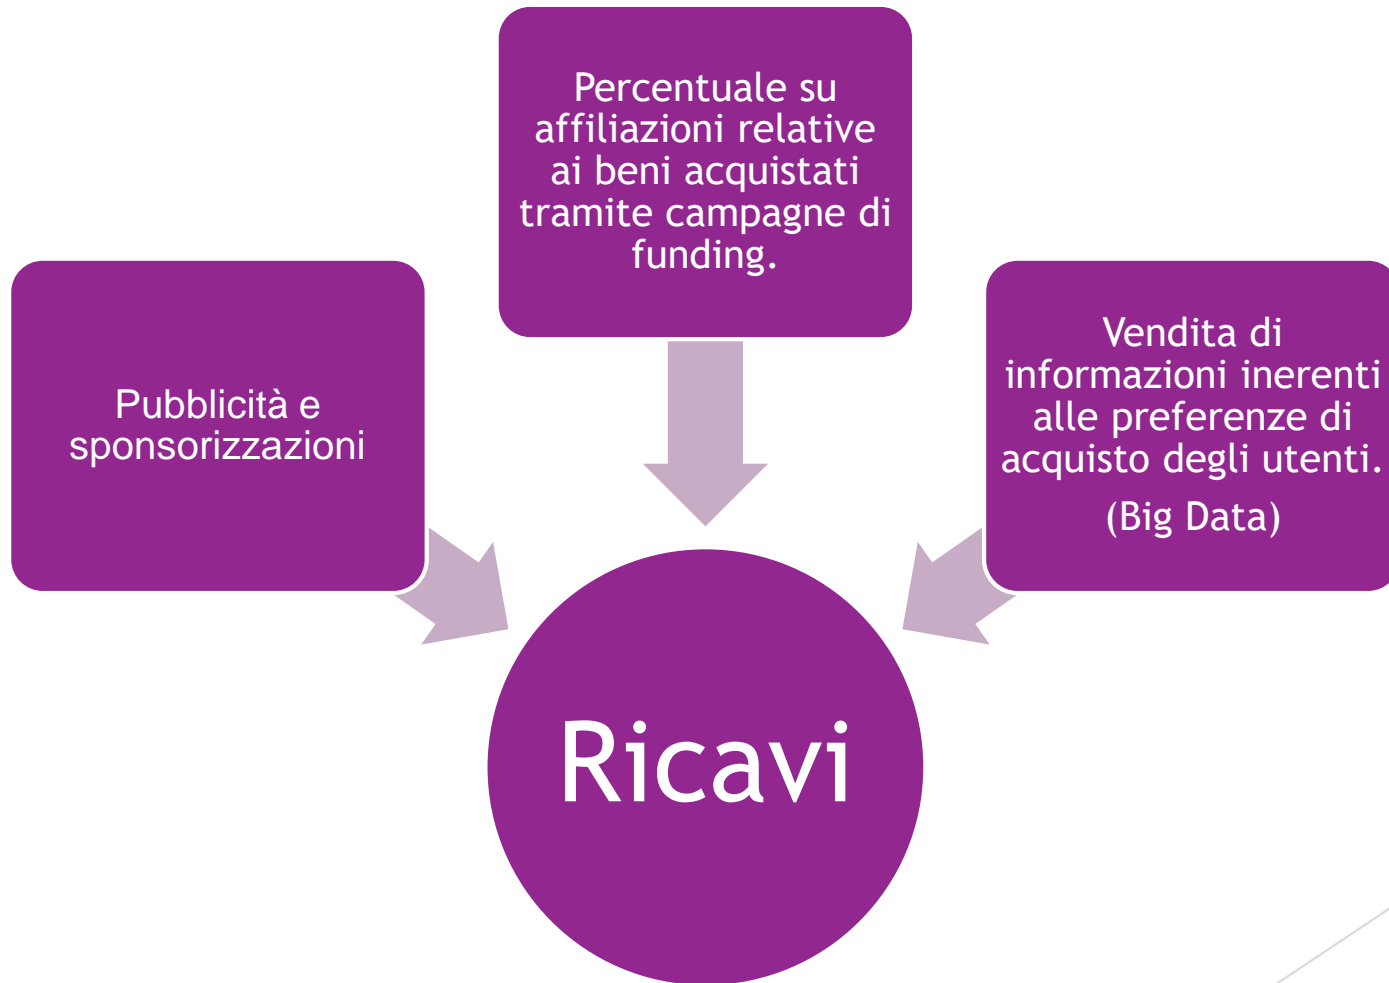 Percentuale su
affiliazioni relative
ai beni acquistati
tramite campagne di
funding.
Pubblicità e
sponsorizzazioni
Vendita di
informazioni inerenti
alle preferenze di
acquisto degli utenti.
(Big Data)
Ricavi